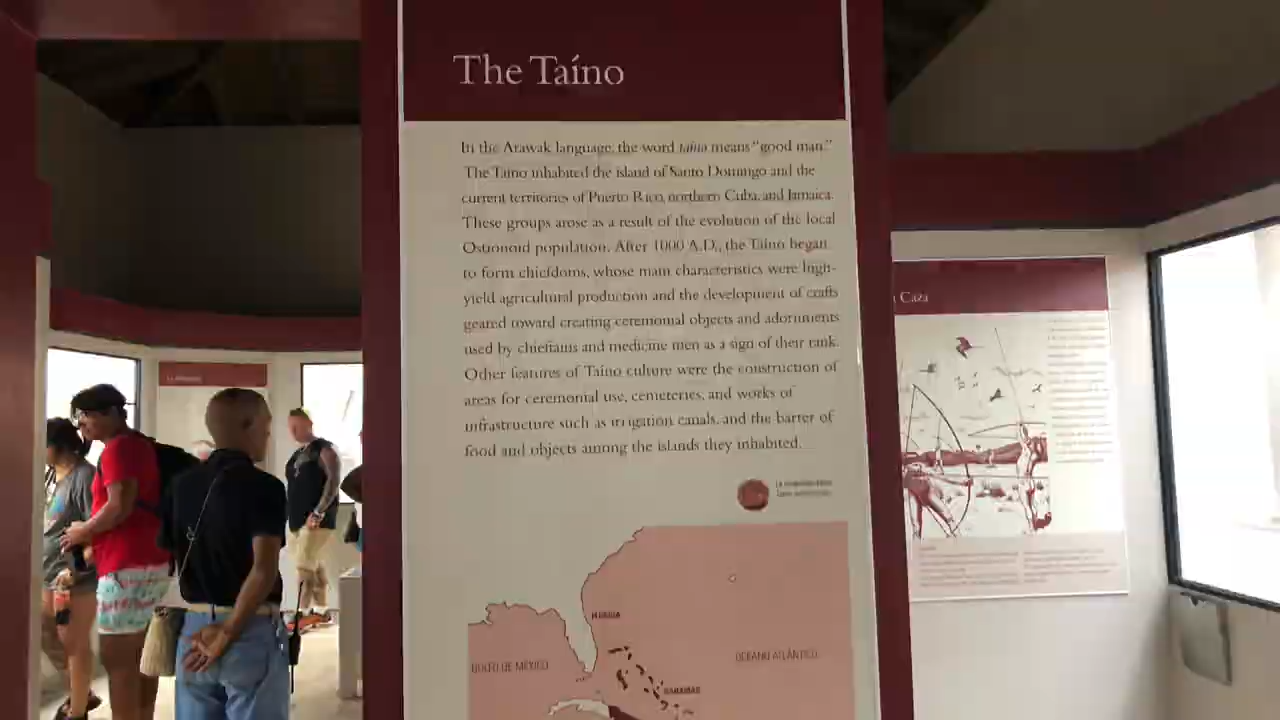 The Taíno
In the Arawak language, the word taíno means "good man."
The Taíno inhabited the island of Santo Domingo and the
current territories of Puerto Rico, northern Cuba, and Jamaica.
These groups arose as a result of the evolution of the local
Ostionoid population. After 1000 A.D., the Taíno began
to form chiefdoms, whose main characteristics were high-
yield agricultural production and the development of crafts
geared toward creating ceremonial objects and adornments
used by chieftains and medicine men as a sign of their rank.
Other features of Taíno culture were the construction of
areas for ceremonial use, cemeteries, and works of
infrastructure such as irrigation canals, and the barter of
food and objects among the islands they inhabited.
FLORIDA
GOLFO DE MÉXICO
OCÉANO ATLÁNTICO
BAHAMAS
Caza